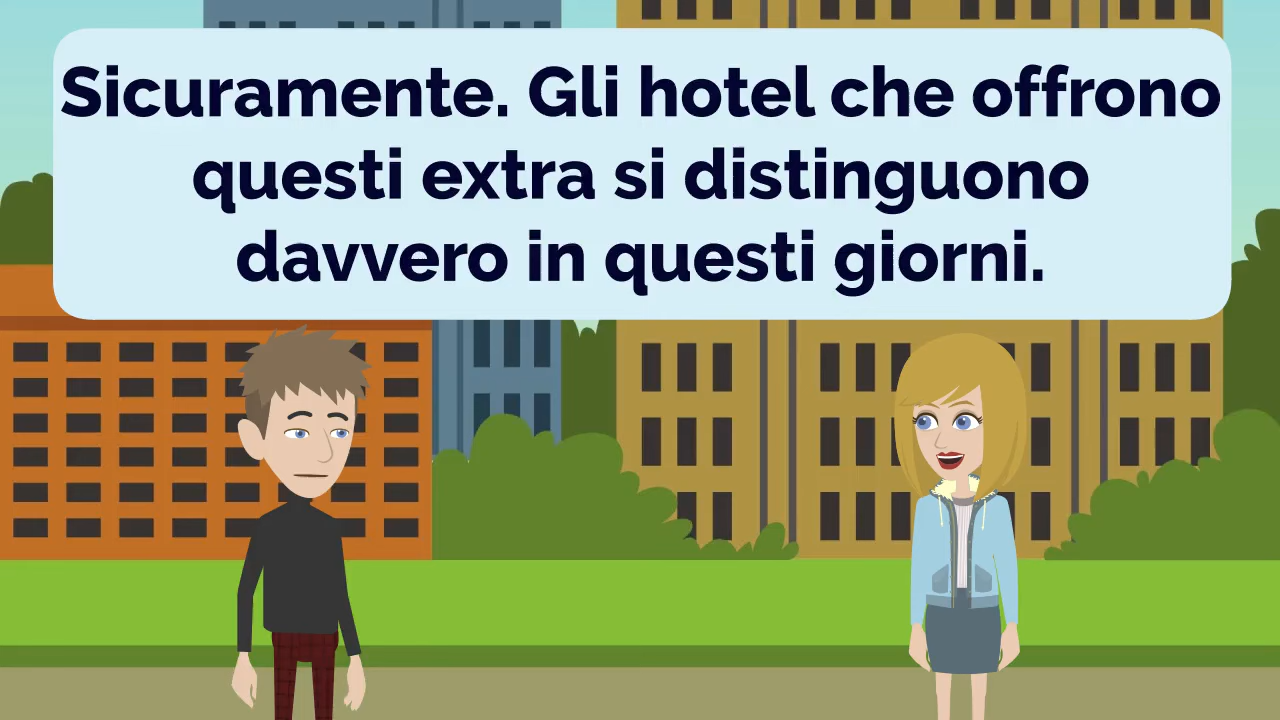 Sicuramente. Gli hotel che offrono
questi extra si distinguono
davvero in questi giorni.